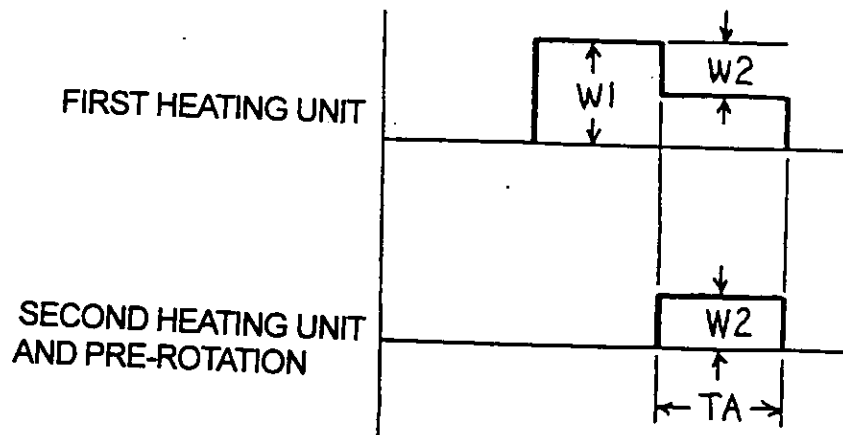 FIRST HEATING UNIT
W1
W2
SECOND HEATING UNIT
AND PRE-ROTATION
W2
TA